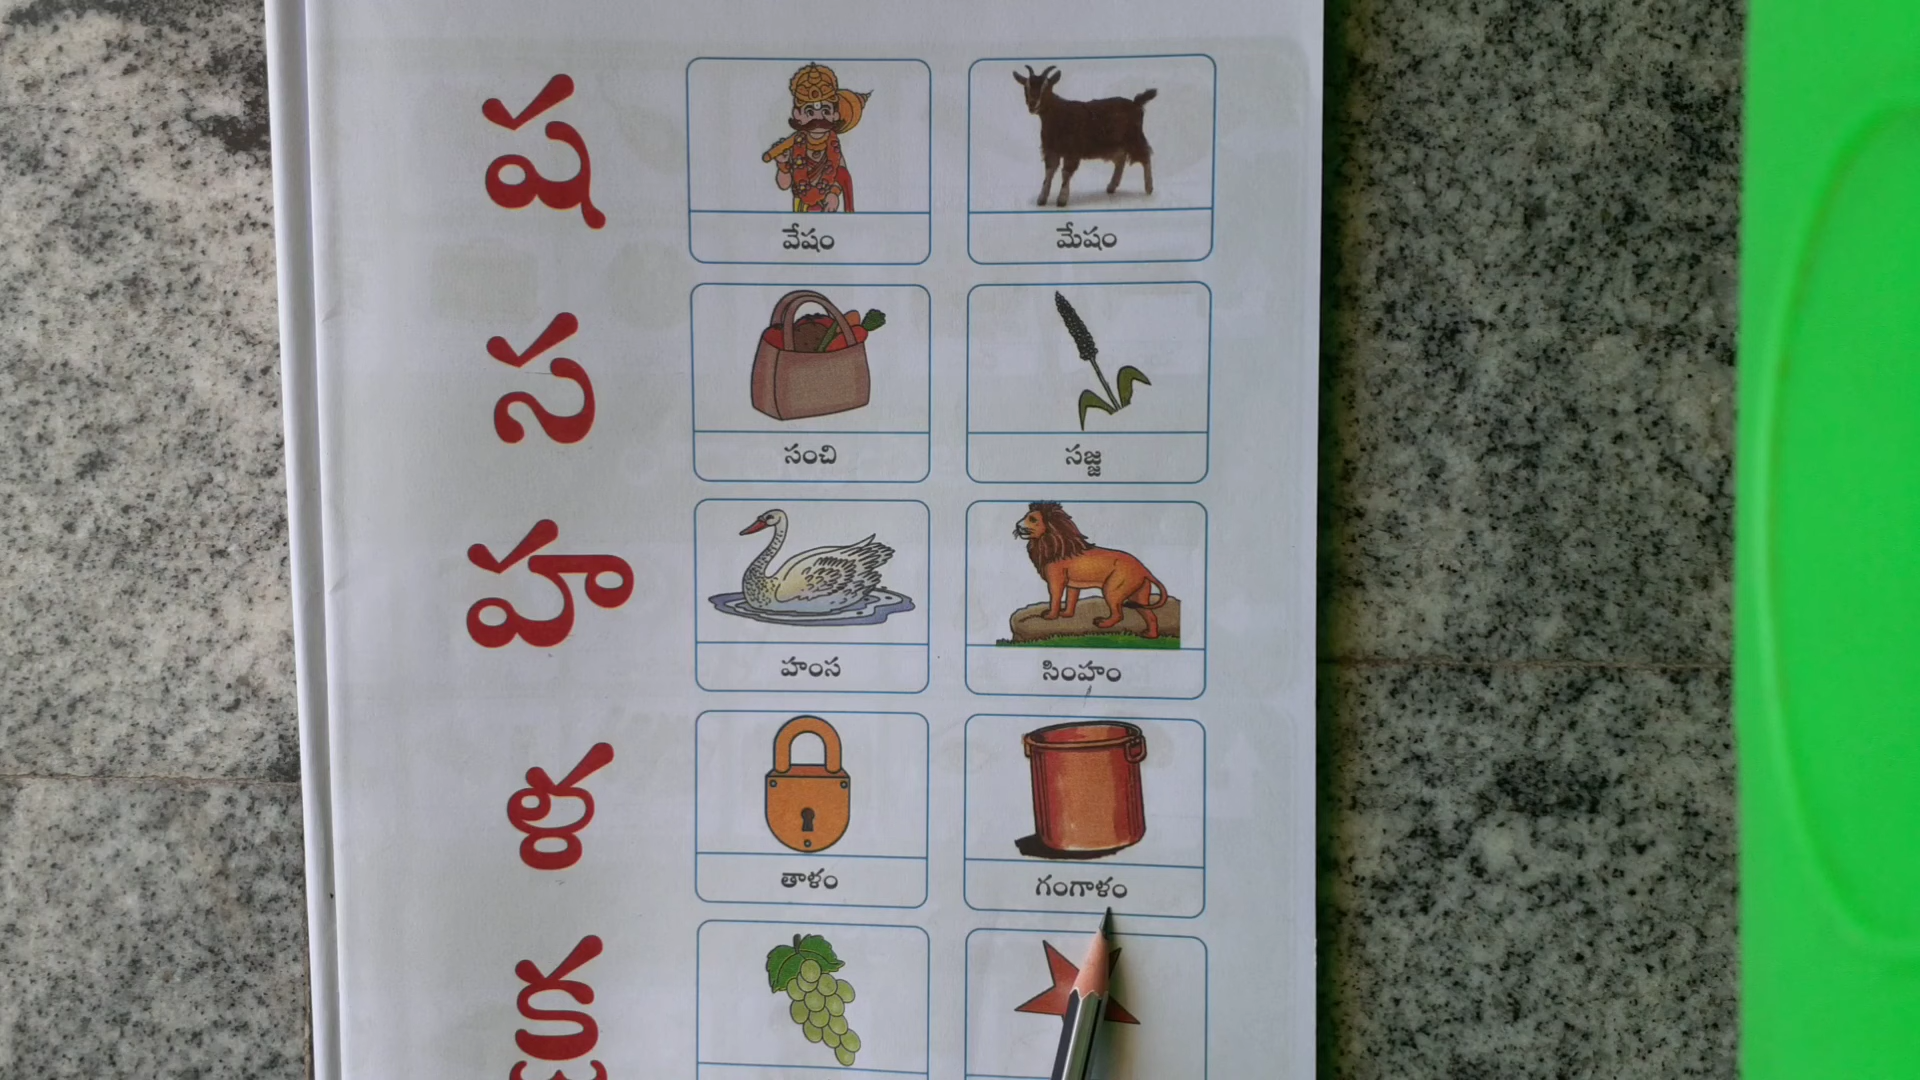 ష
వేషం
మేషం
స
సంచి
సజ్జ
హ
హంస
సింహం
ళ
తాళం
గంగాళం
క్ష